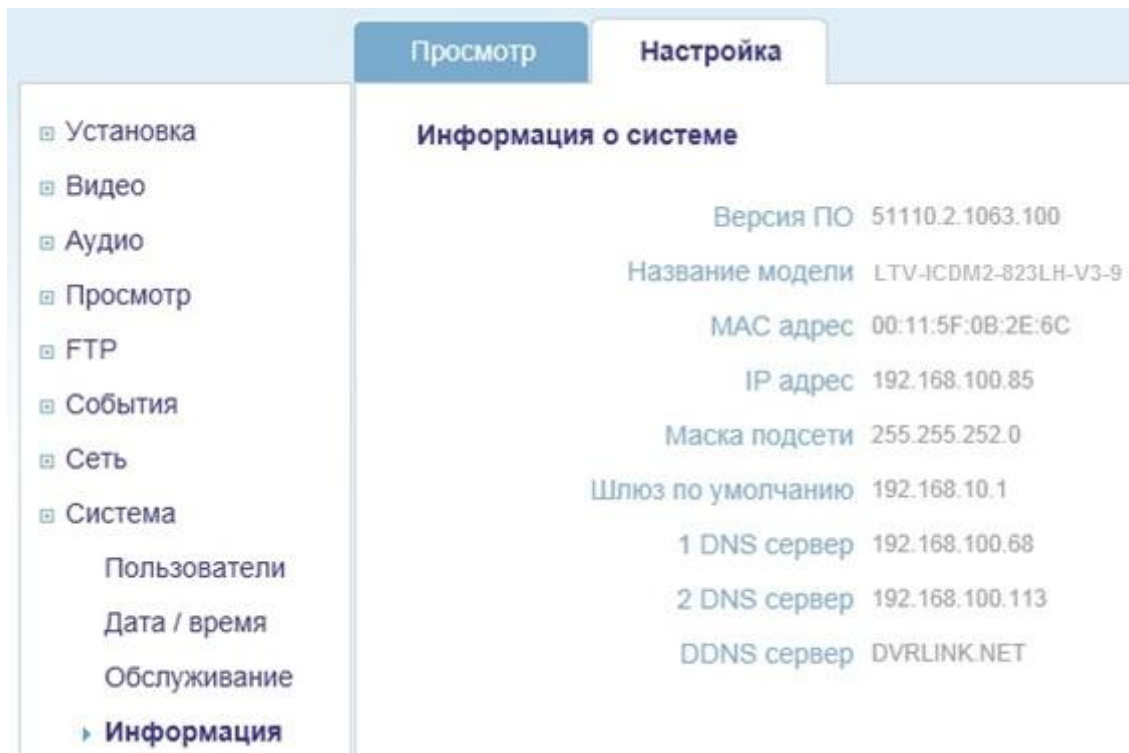 Просмотр
Настройка
Установка
Видео
Аудио
Просмотр
FTP
События
Сеть
Система
Пользователи
Дата / время
Обслуживание
Информация
Информация о системе
Версия ПО 51110.2.1063.100
Название модели LTV-ICDM2-823LH-V3-9
MAC адрес 00:11:5F:0B:2E:6C
IP адрес 192.168.100.85
Маска подсети 255.255.252.0
Шлюз по умолчанию 192.168.10.1
1 DNS сервер 192.168.100.68
2 DNS сервер 192.168.100.113
DDNS сервер DVRLINK.NET